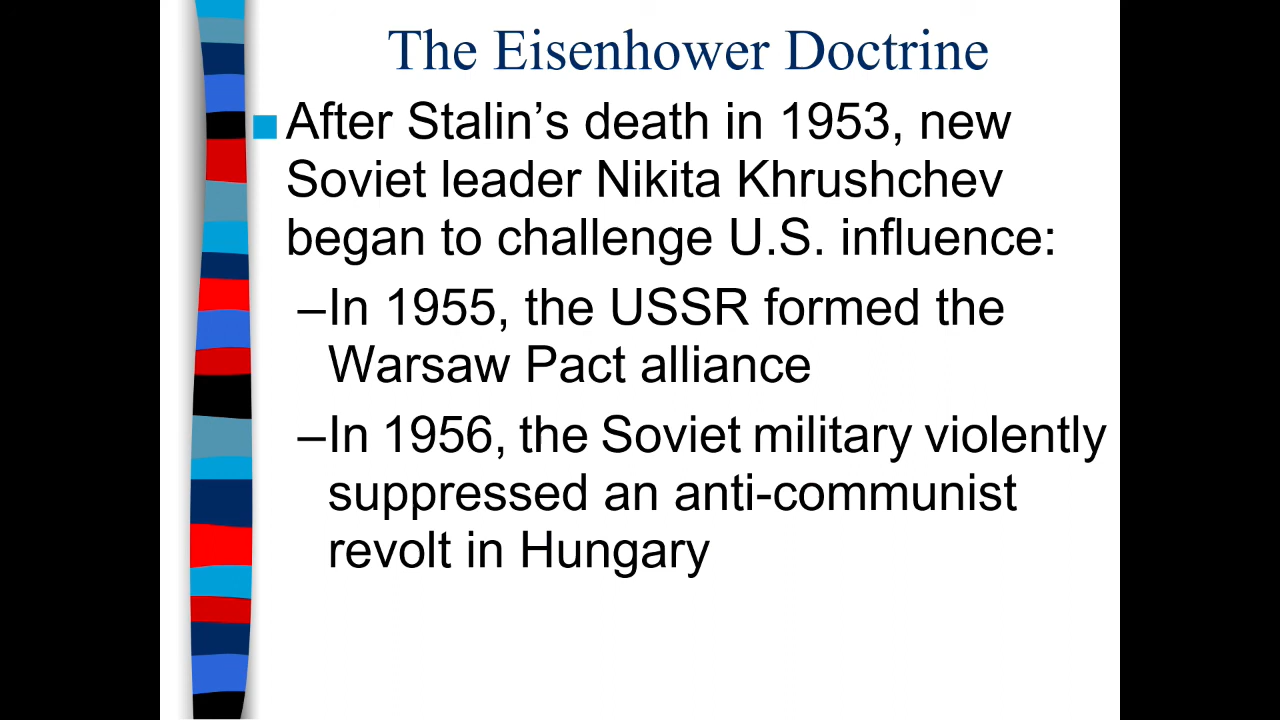 The Eisenhower Doctrine
After Stalin’s death in 1953, new
Soviet leader Nikita Khrushchev
began to challenge U.S. influence:
–In 1955, the USSR formed the
Warsaw Pact alliance
–In 1956, the Soviet military violently
suppressed an anti-communist
revolt in Hungary